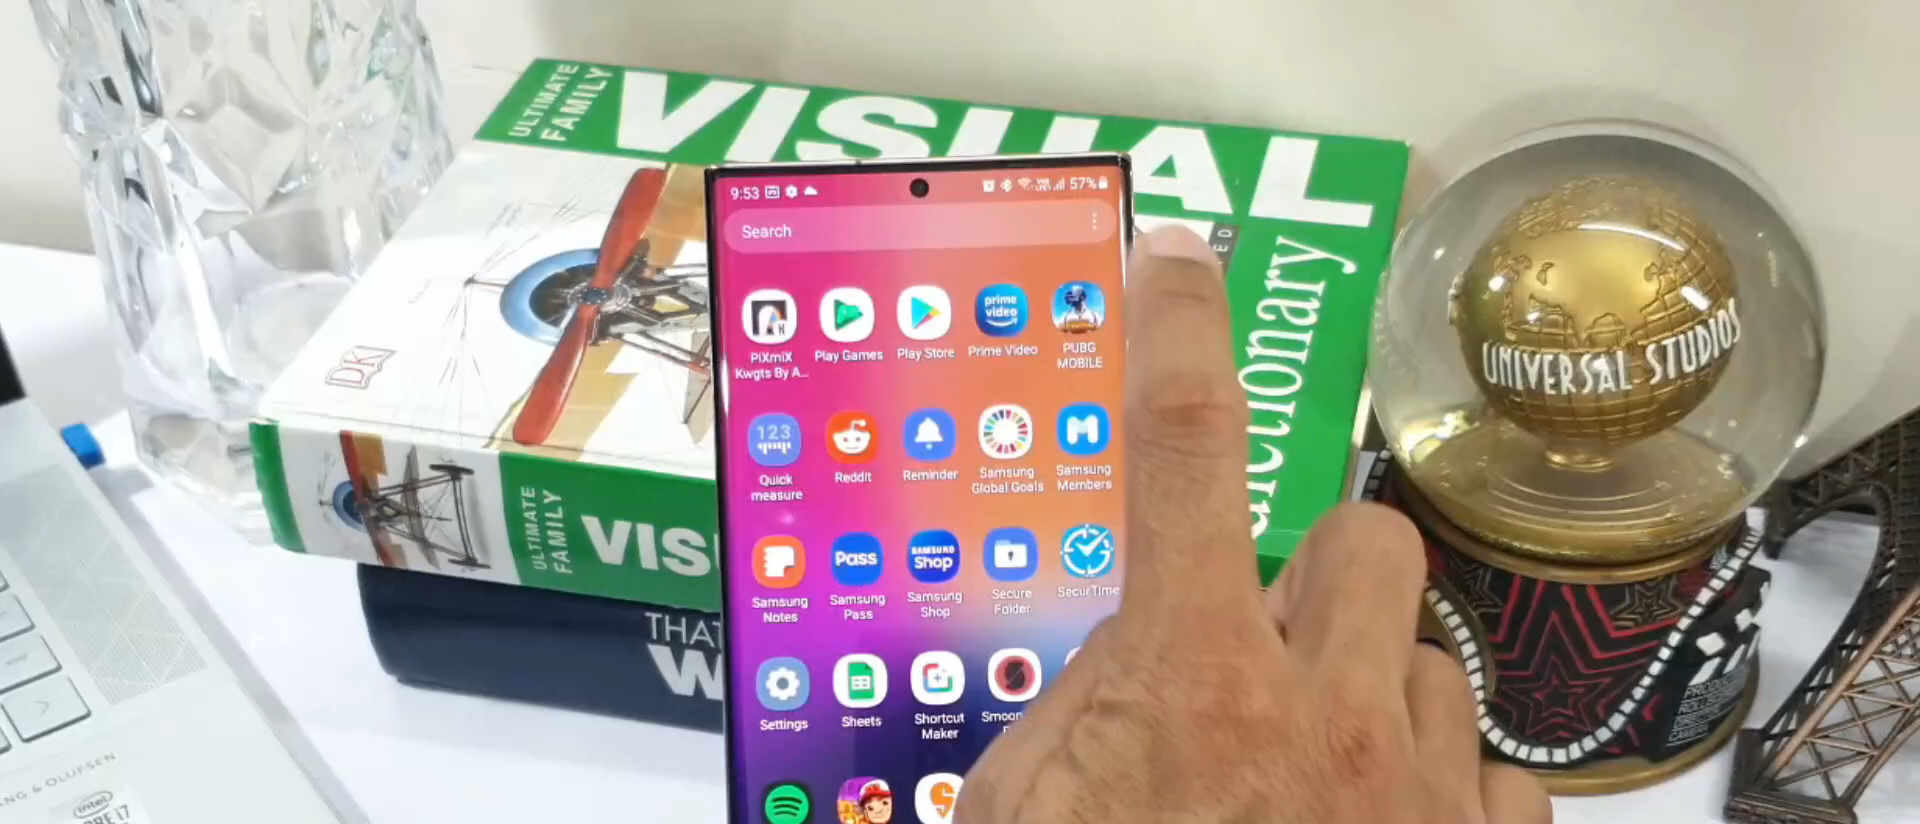 ULTIMATE
FAMILY
VISUAL
dictionary
DK
ULTIMATE
FAMILY
VIS
THAT
W
9:53
57%
Search
PIXmiX
Kwgts By A...
Play Games
Play Store
prime
video
Prime Video
PUBG
MOBILE
123
Quick
measure
Reddit
Reminder
Samsung
Global Goals
Samsung
Members
Samsung
Notes
Pass
Samsung
Pass
SAMSUNG
Shop
Samsung
Shop
Secure
Folder
SecurTime
Settings
Sheets
Shortcut
Maker
UNIVERSAL STUDIOS
NG & OLUFSEN
intel